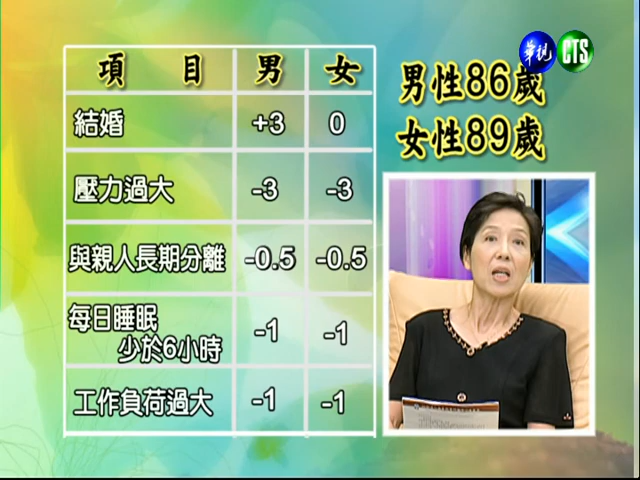 華視 CTS
項目 男 女
結婚 +3 0
壓力過大 -3 -3
與親人長期分離 -0.5 -0.5
每日睡眠
少於6小時 -1 -1
工作負荷過大 -1 -1
男性86歲
女性89歲